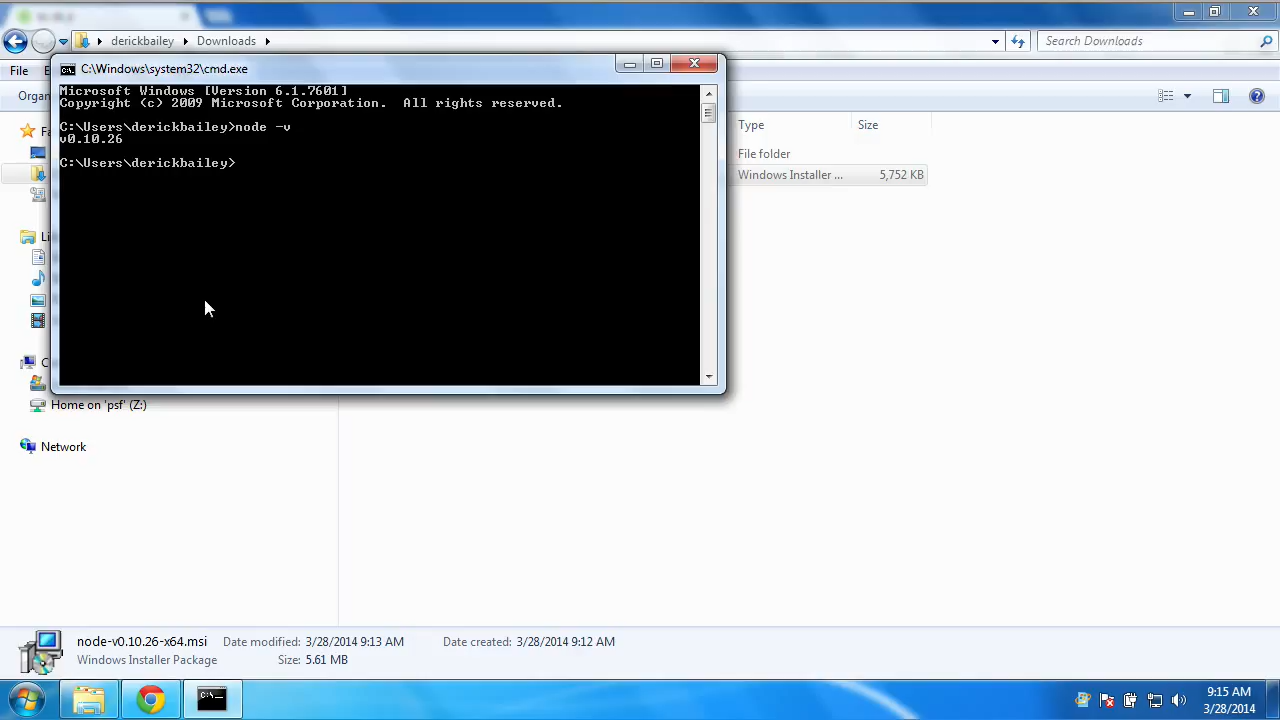 derickbailey
Downloads
Search Downloads
File
C:\Windows\system32\cmd.exe
Microsoft Windows [Version 6.1.7601]
Copyright (c) 2009 Microsoft Corporation.  All rights reserved.
C:\Users\derickbailey>node -v
v0.10.26
C:\Users\derickbailey>
Type
Size
File folder
Windows Installer ...
5,752 KB
Home on 'psf' (Z:)
Network
node-v0.10.26-x64.msi
Date modified: 3/28/2014 9:13 AM
Date created: 3/28/2014 9:12 AM
Windows Installer Package
Size: 5.61 MB
9:15 AM
3/28/2014